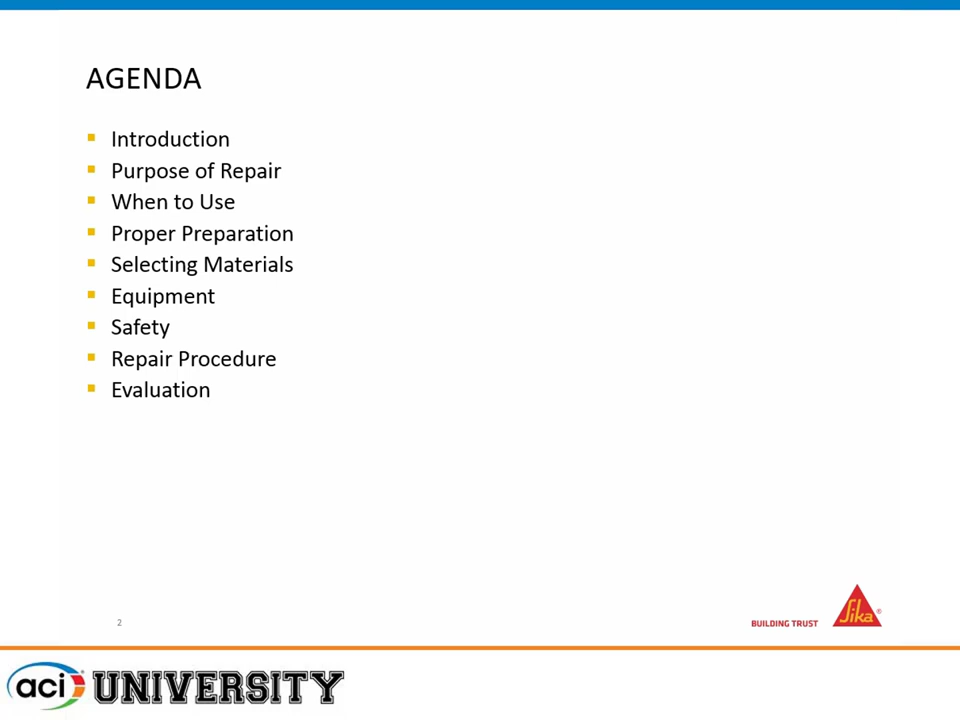 AGENDA
Introduction
Purpose of Repair
When to Use
Proper Preparation
Selecting Materials
Equipment
Safety
Repair Procedure
Evaluation
2
BUILDING TRUST
Sika®
aci UNIVERSITY